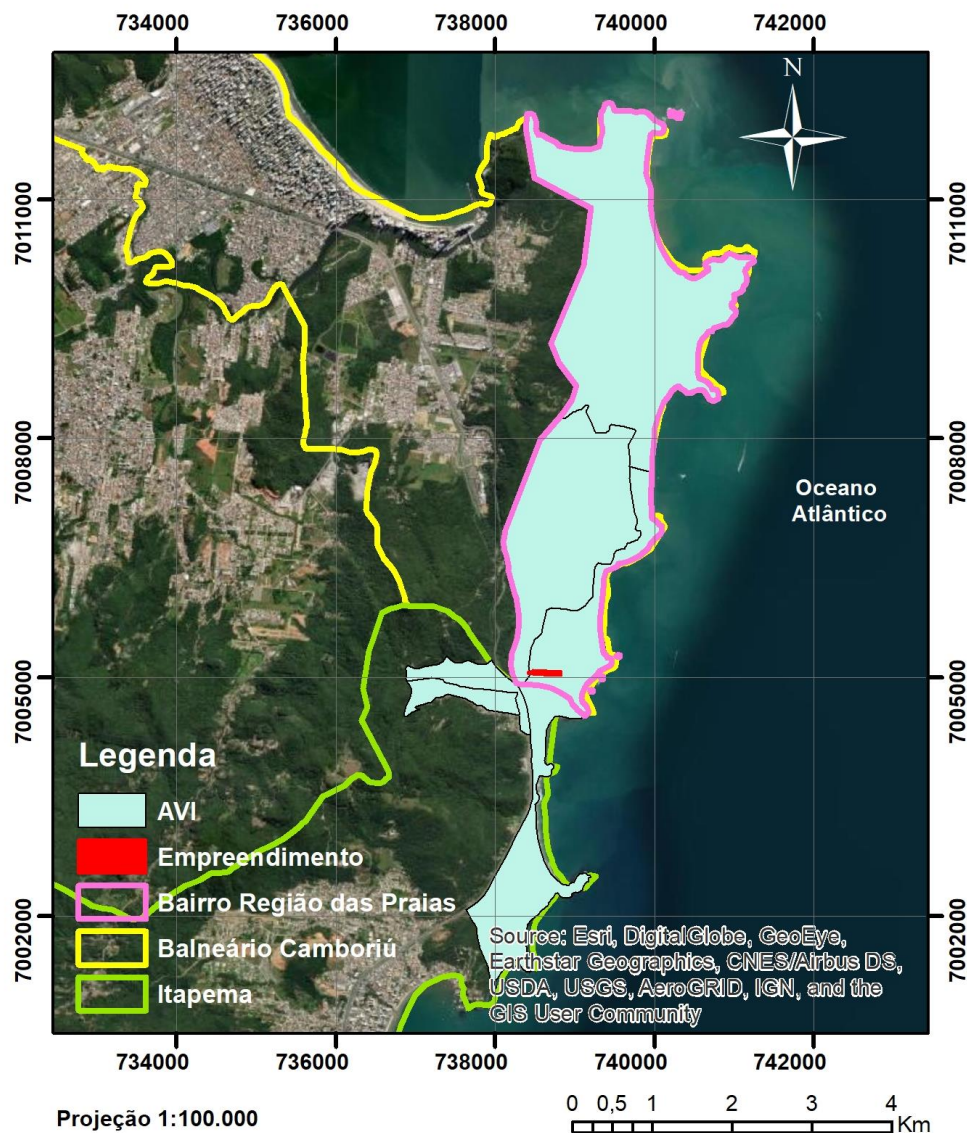 734000 736000 738000 740000 742000
N
7011000 7011000
7008000 7008000
Oceano
Atlântico
7005000 7005000
Legenda
AVI
Empreendimento
Bairro Região das Praias
Balneário Camboriú
Itapema
7002000 7002000
Source: Esri, DigitalGlobe, GeoEye,
Earthstar Geographics, CNES/Airbus DS,
USDA, USGS, AeroGRID, IGN, and the
GIS User Community
734000 736000 738000 740000 742000
Projeção 1:100.000
0 0,5 1 2 3 4
Km